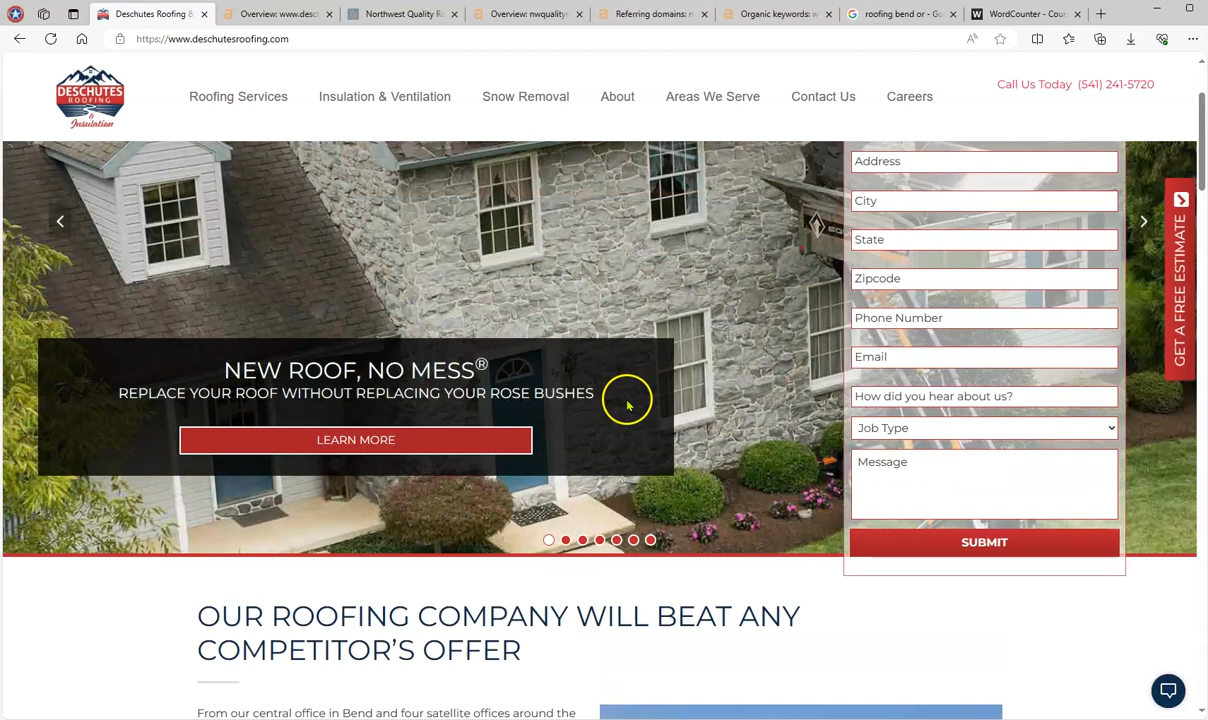 Deschutes Roofing &
Overview: www.desc
Northwest Quality R
Overview: nwqualityr
Referring domains: n
Organic keywords: w
roofing bend or - Go
WordCounter - Coun
https://www.deschutesroofing.com
DESCHUTES
ROOFING
&
Insulation
Roofing Services
Insulation & Ventilation
Snow Removal
About
Areas We Serve
Contact Us
Careers
Call Us Today (541) 241-5720
Address
City
State
Zipcode
Phone Number
Email
How did you hear about us?
Job Type
Message
SUBMIT
GET A FREE ESTIMATE
NEW ROOF, NO MESS®
REPLACE YOUR ROOF WITHOUT REPLACING YOUR ROSE BUSHES
LEARN MORE
OUR ROOFING COMPANY WILL BEAT ANY
COMPETITOR'S OFFER
From our central office in Bend and four satellite offices around the